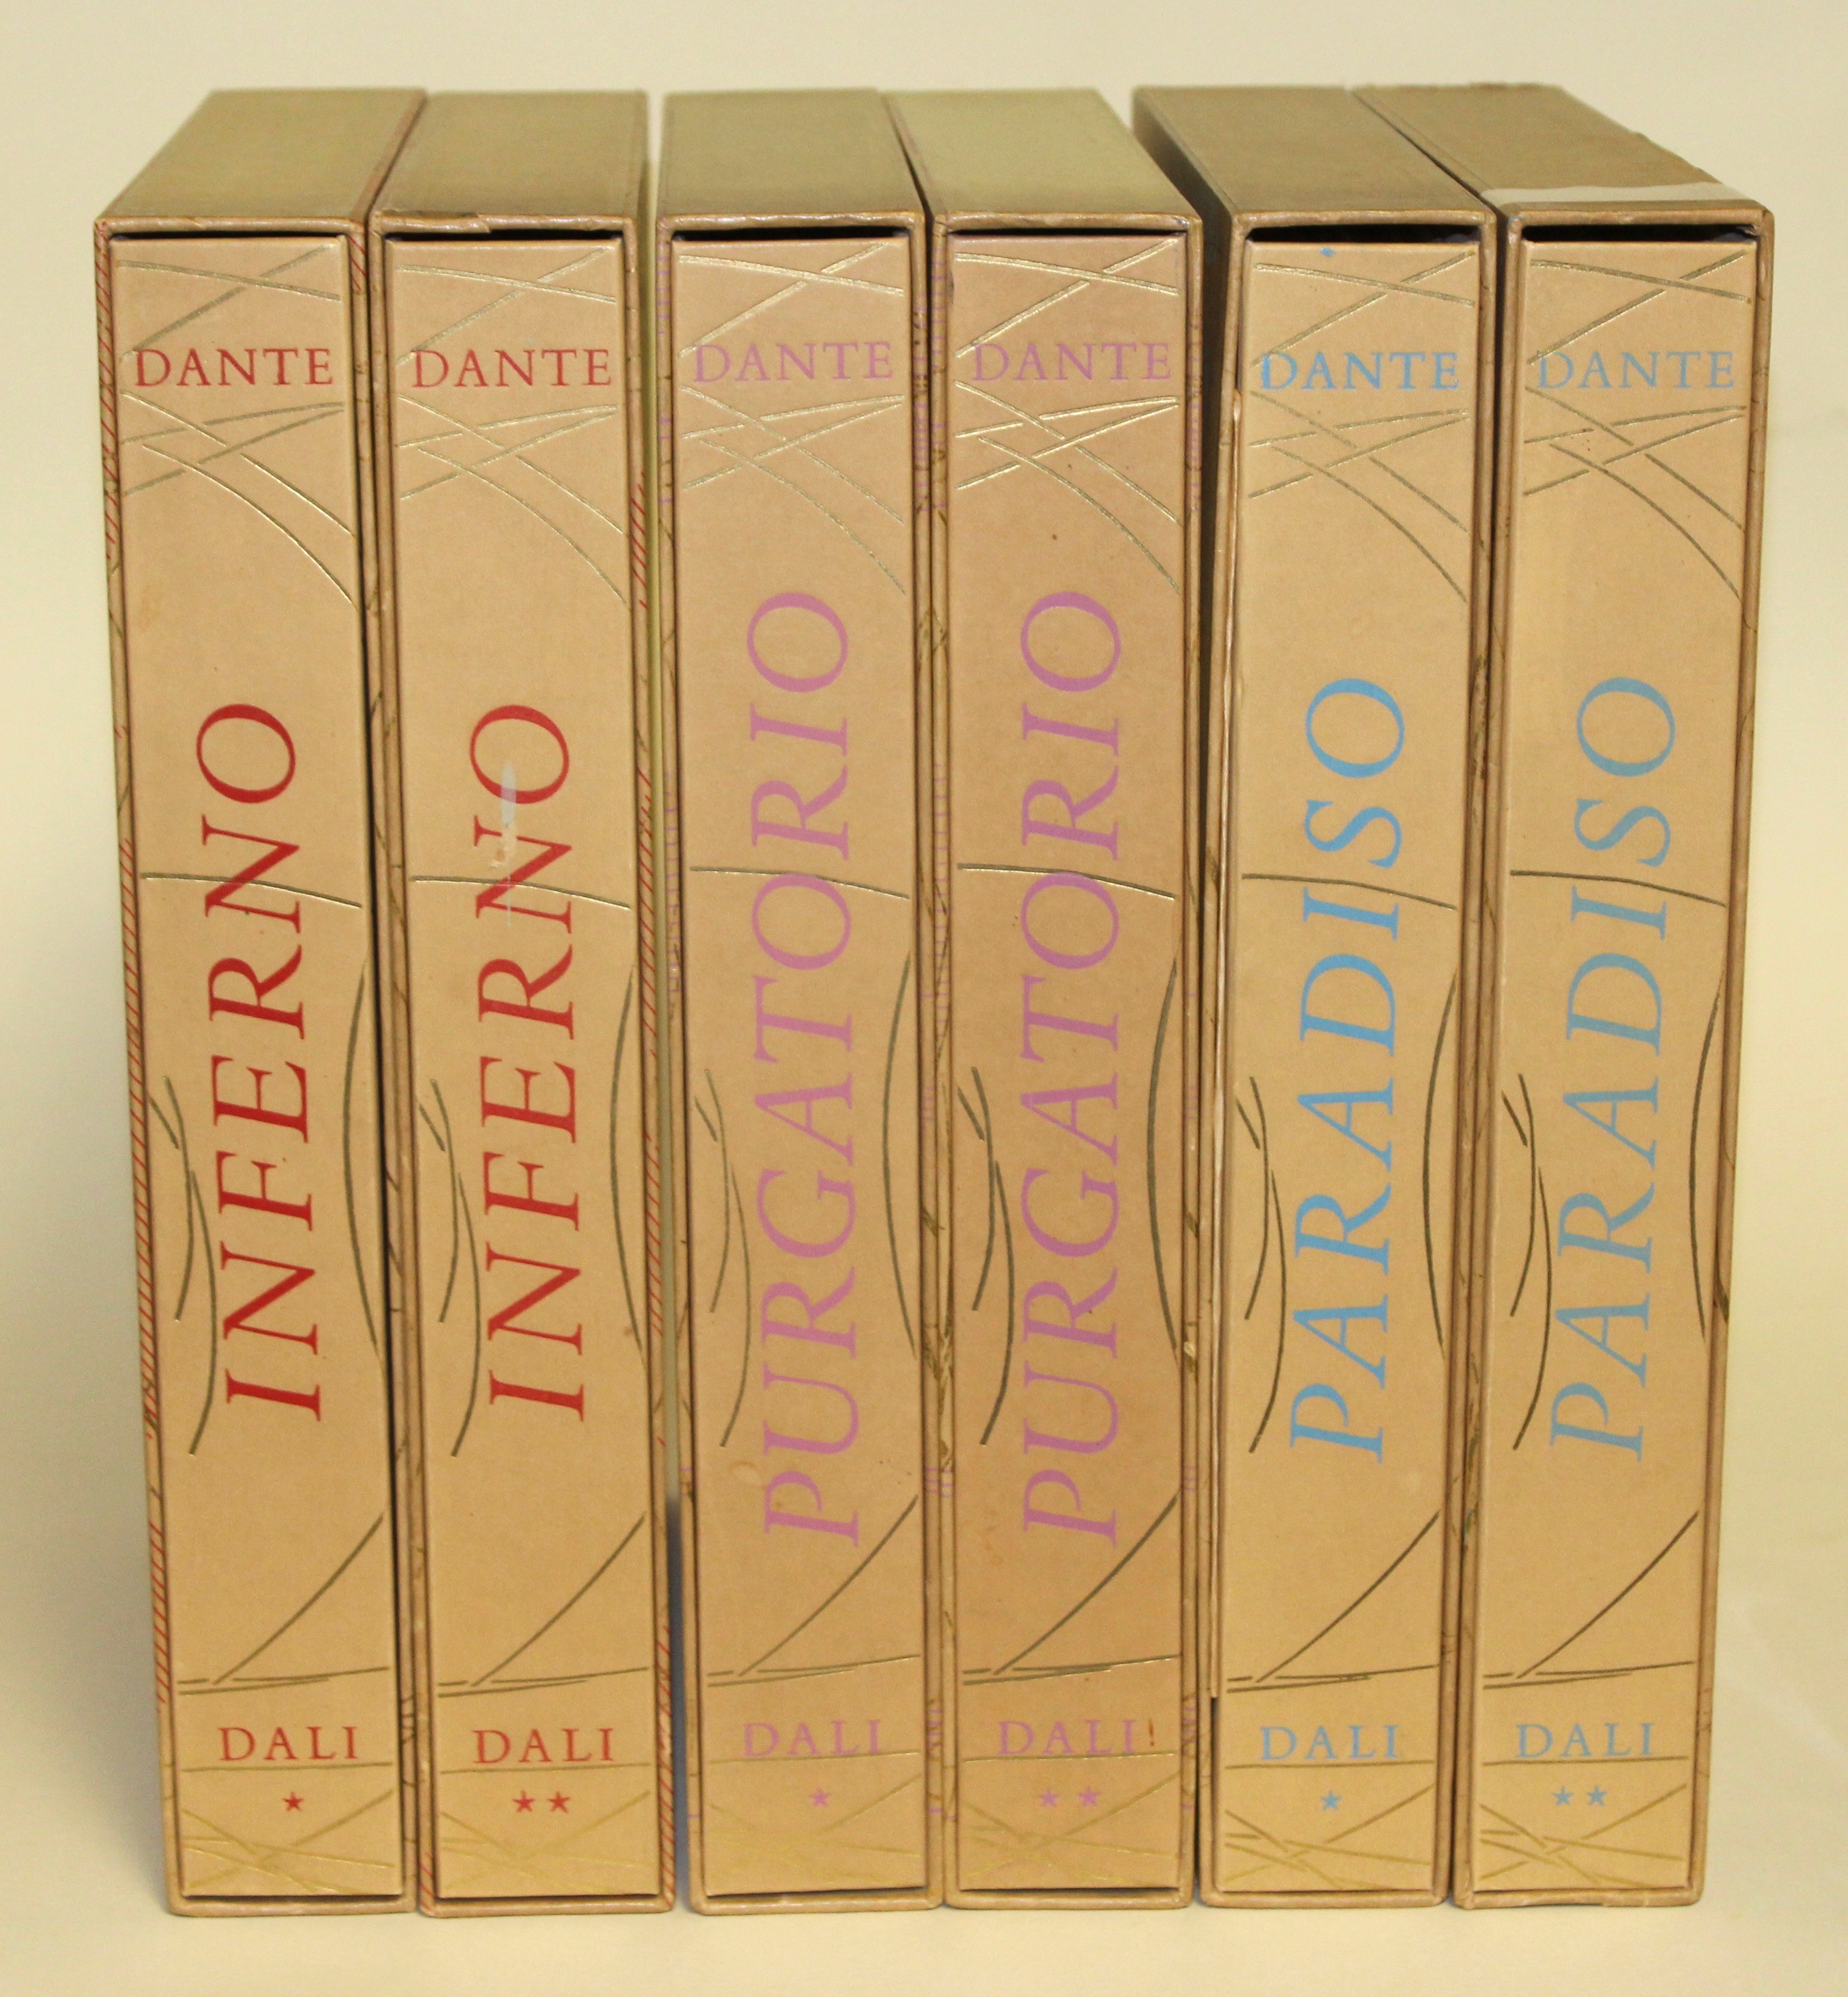 DANTE
INFERNO
DALI
★
DANTE
INFERNO
DALI
★★
DANTE
PURGATORIO
DALI
★
DANTE
PURGATORIO
DALI
★★
DANTE
PARADISO
DALI
★
DANTE
PARADISO
DALI
★★